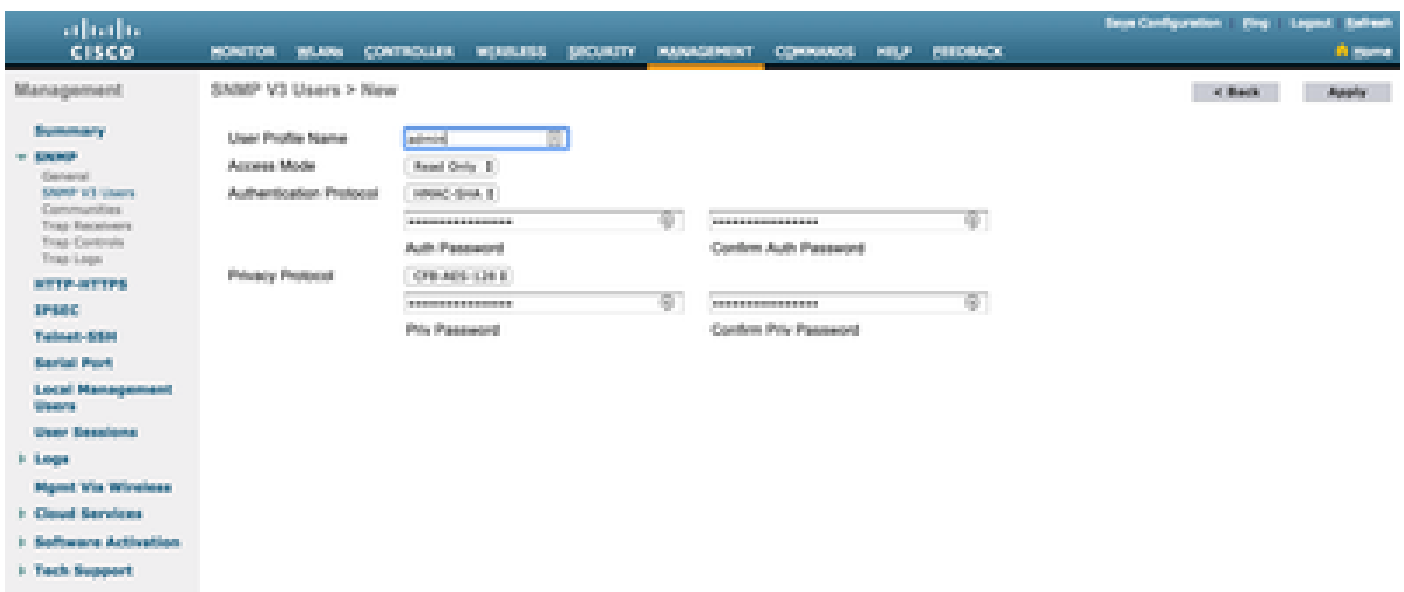 Save Configuration | Ping | Logout | Refresh
CISCO
MONITOR WLANs CONTROLLER WIRELESS SECURITY MANAGEMENT COMMANDS HELP FEEDBACK
Home
Management
Summary
SNMP
General
SNMP V3 Users
Communities
Trap Receivers
Trap Controls
Trap Logs
HTTP-HTTPS
IPSEC
Telnet-SSH
Serial Port
Local Management
Users
User Sessions
Logs
Mgmt Via Wireless
Cloud Services
Software Activation
Tech Support
SNMP V3 Users > New
< Back
Apply
User Profile Name
admin
Access Mode
Read Only
Authentication Protocol
HMAC-SHA
••••••••••••••• •••••••••••••••
Auth Password Confirm Auth Password
Privacy Protocol
CFB-AES-128
••••••••••••••• •••••••••••••••
Priv Password Confirm Priv Password